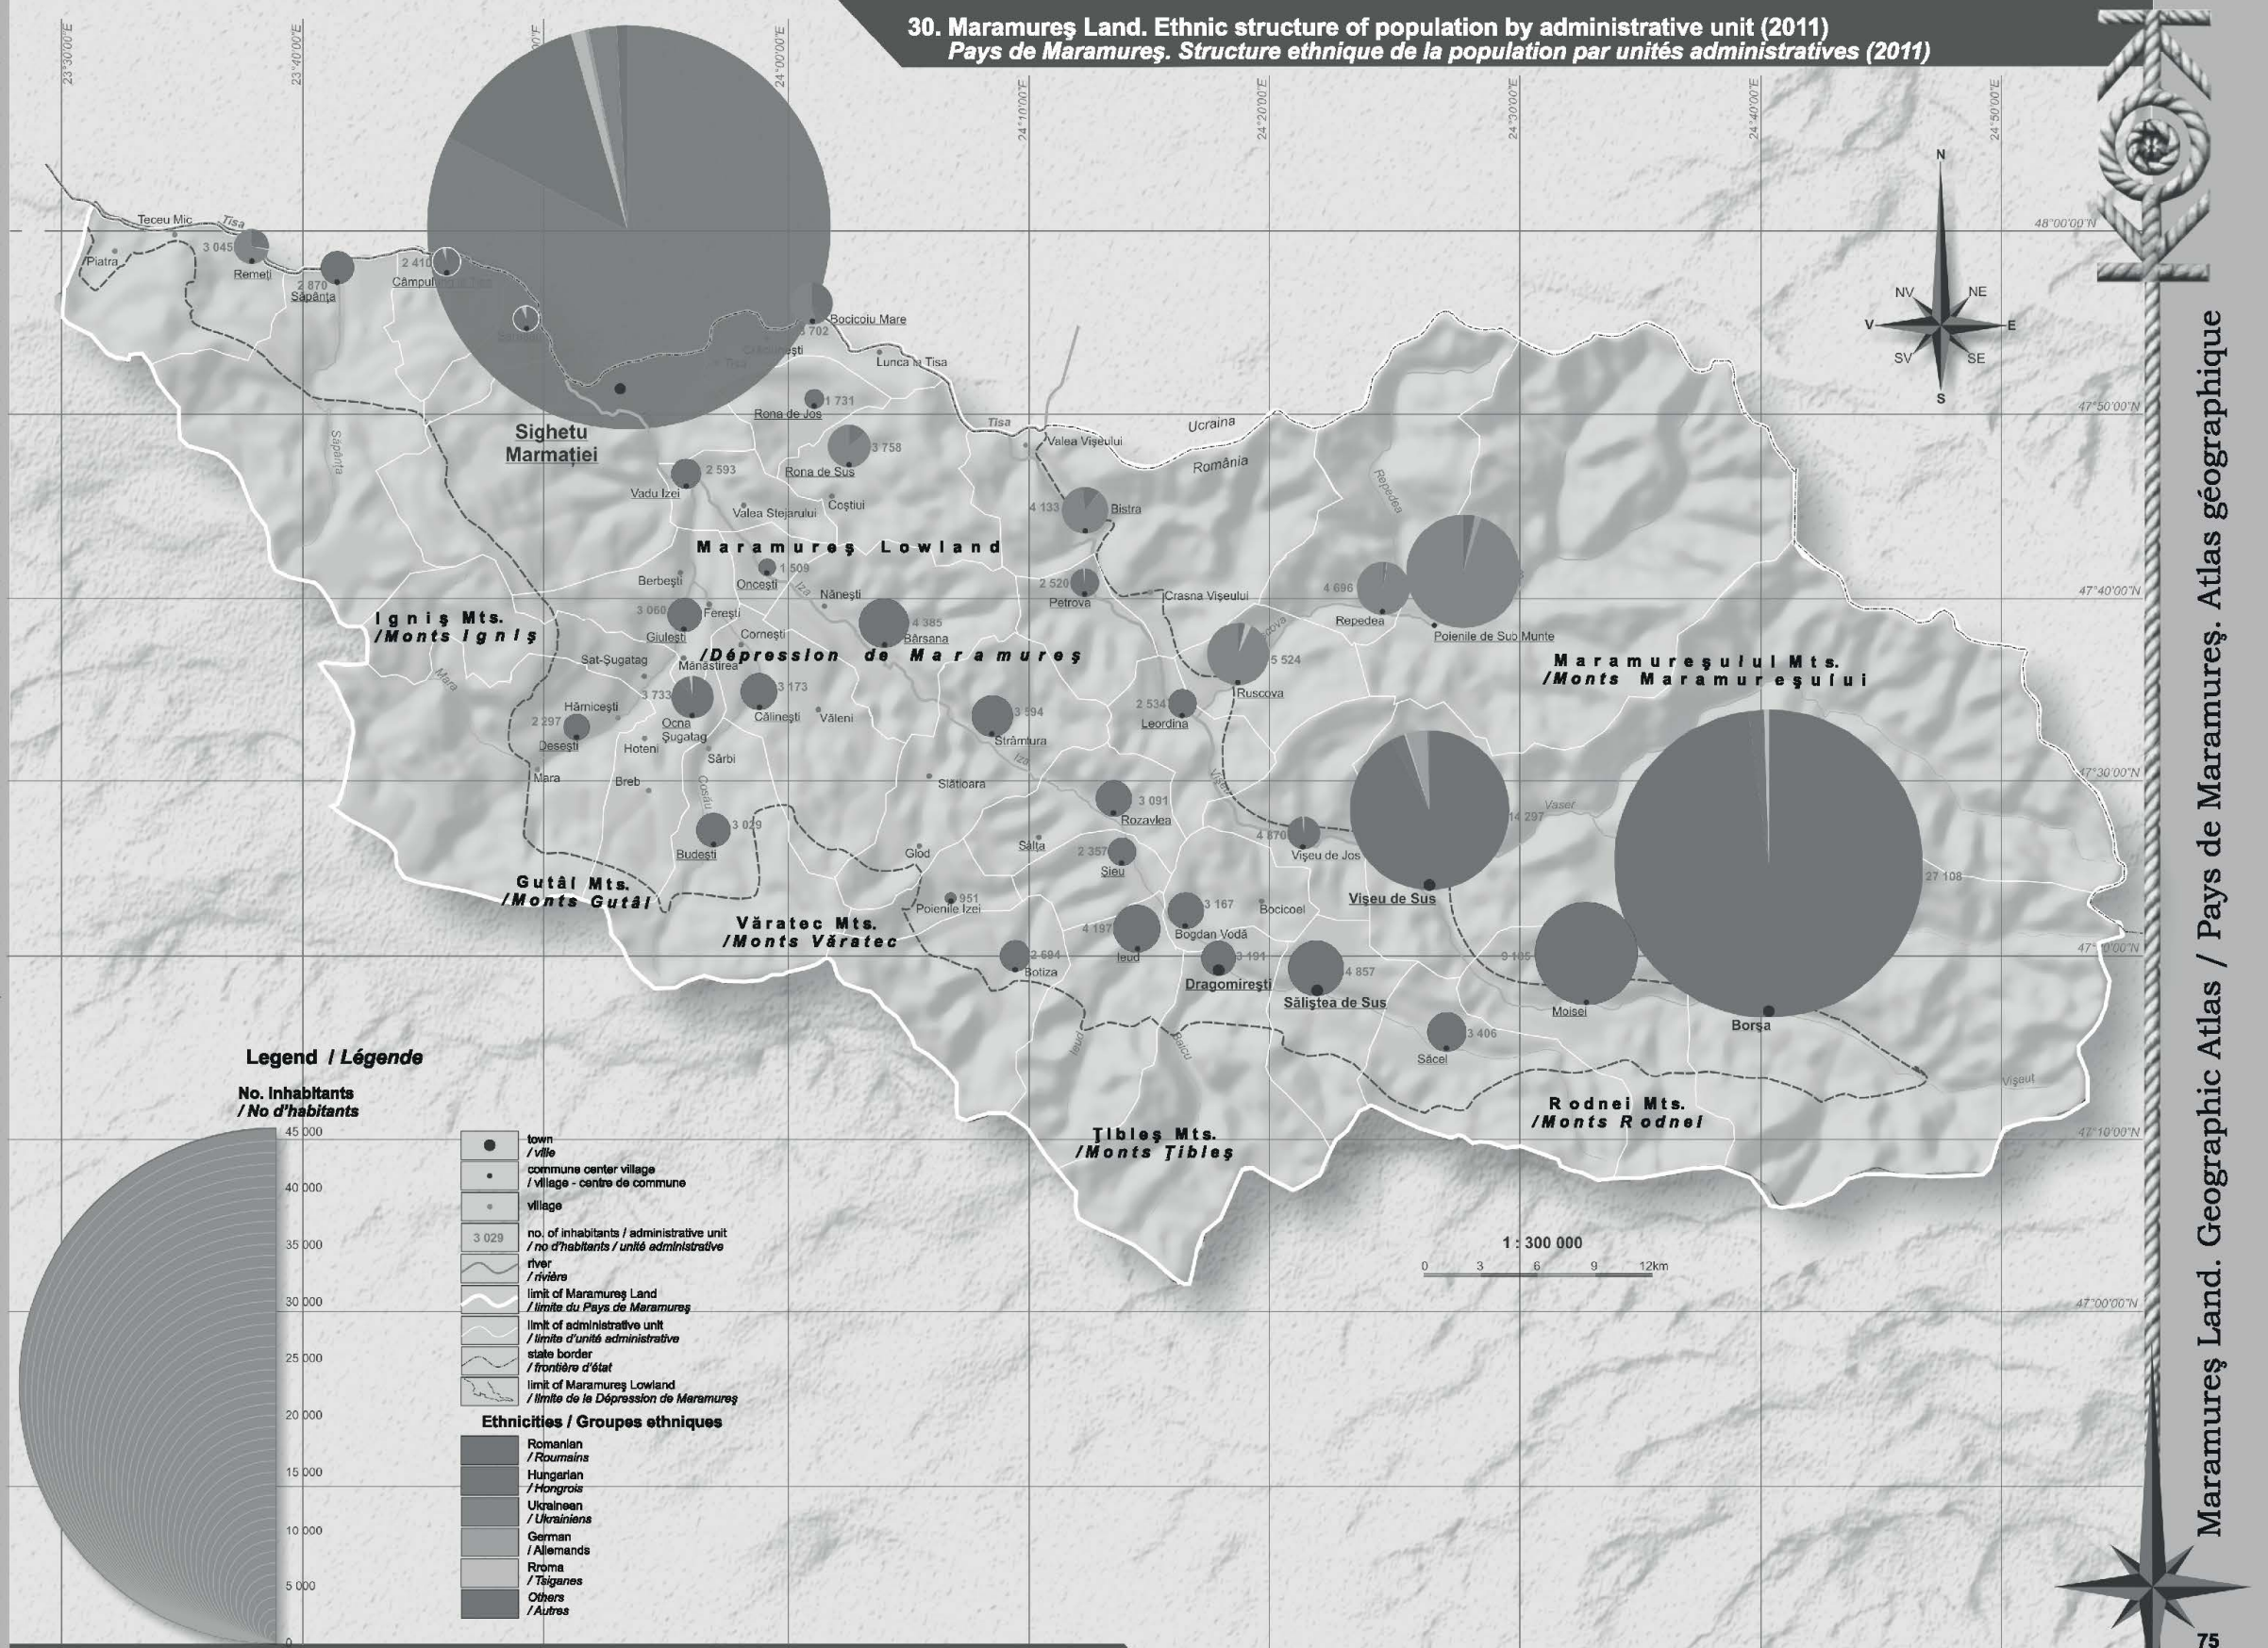 30. Maramureş Land. Ethnic structure of population by administrative unit (2011)
Pays de Maramureş. Structure ethnique de la population par unités administratives (2011)
23°30'00"E
23°40'00"E
24°00'00"E
24°10'00"E
24°20'00"E
24°30'00"E
24°40'00"E
24°50'00"E
48°00'00"N
47°50'00"N
47°40'00"N
47°30'00"N
47°10'00"N
47°00'00"N
N
NE
E
SE
S
SV
V
NV
Teceu Mic
Tisa
Piatra
3 045
Remeţi
2 870
Săpânţa
2 410
Bocicoiu Mare
Lunca la Tisa
Rona de Jos
1 731
Sighetu
Marmaţiei
Săpânţa
3 758
Rona de Sus
Coştiui
2 593
Vadu Izei
Valea Stejarului
Tisa
Valea Vişeului
Ucraina
România
Repedea
4 133
Bistra
Maramureş Lowland
/Dépression de Maramureş
Berbeşti
Onceşti
1 509
Iza
Năneşti
2 520
Petrova
Crasna Vişeului
4 696
Repedea
Poienile de Sub Munte
Igniş Mts.
/Monts Igniş
3 060
Giuleşti
Fereşti
Corneşti
4 385
Bârsana
Sat-Şugatag
Mănăstirea
Mara
3 733
Ocna
Şugatag
3 173
Călineşti
Văleni
Hărniceşti
2 297
Deseşti
Hoteni
Sârbi
Mara
Breb
Cosău
3 594
Strâmtura
Iza
Slătioara
2 534
Leordina
5 524
Ruscova
Maramureşului Mts.
/Monts Maramureşului
3 029
Budeşti
Glod
3 091
Rozavlea
2 357
Şieu
Vişeu
4 870
Vişeu de Jos
14 297
Vaser
Vişeu de Sus
27 108
Borşa
Gutâi Mts.
/Monts Gutâi
Văratec Mts.
/Monts Văratec
951
Poienile Izei
2 694
Botiza
4 197
Ieud
3 167
Bogdan Vodă
Bocicoel
3 191
Dragomireşti
4 857
Săliştea de Sus
Moisei
3 406
Săcel
Ieud
Baicu
Vişeul
Rodnei Mts.
/Monts Rodnei
Ţibleş Mts.
/Monts Ţibleş
1 : 300 000
0 3 6 9 12km
Legend / Légende
No. inhabitants
/ No d'habitants
45 000
40 000
35 000
30 000
25 000
20 000
15 000
10 000
5 000
0
town
/ ville
commune center village
/ village - centre de commune
village
3 029
no. of inhabitants / administrative unit
/ no d'habitants / unité administrative
river
/ rivière
limit of Maramureş Land
/ limite du Pays de Maramureş
limit of administrative unit
/ limite d'unité administrative
state border
/ frontière d'état
limit of Maramureş Lowland
/ limite de la Dépression de Maramureş
Ethnicities / Groupes ethniques
Romanian
/ Roumains
Hungarian
/ Hongrois
Ukrainean
/ Ukrainiens
German
/ Allemands
Rroma
/ Tsiganes
Others
/ Autres
Maramureş Land. Geographic Atlas / Pays de Maramureş. Atlas géographique
75